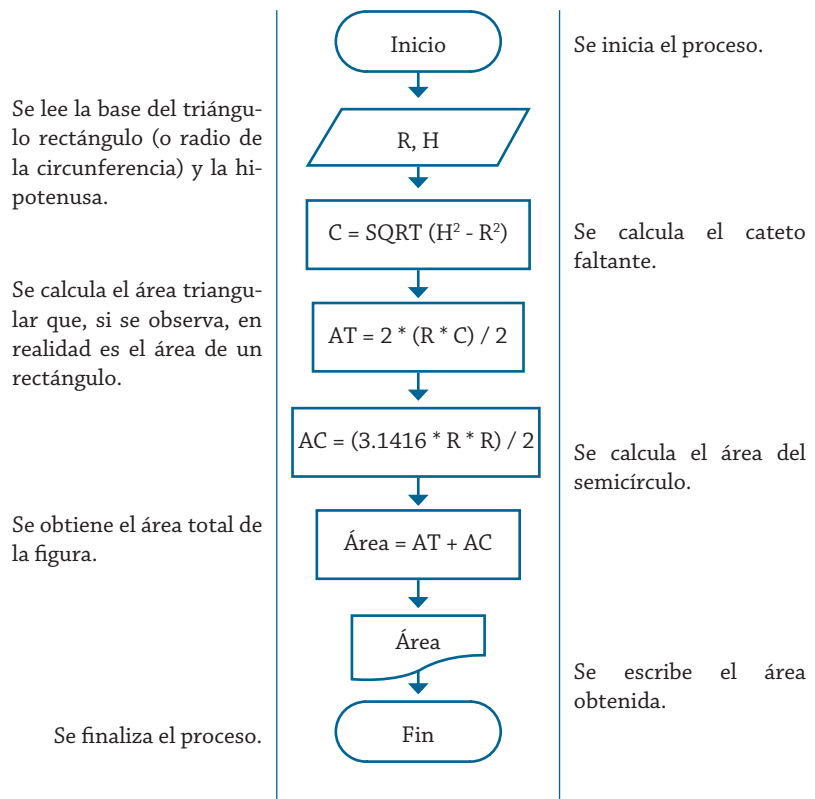 Inicio
Se inicia el proceso.
Se lee la base del triángu-
lo rectángulo (o radio de
la circunferencia) y la hi-
potenusa.
R, H
C = SQRT (H² - R²)
Se calcula el cateto
faltante.
Se calcula el área triangu-
lar que, si se observa, en
realidad es el área de un
rectángulo.
AT = 2 * (R * C) / 2
AC = (3.1416 * R * R) / 2
Se calcula el área del
semicírculo.
Se obtiene el área total de
la figura.
Área = AT + AC
Área
Se escribe el área
obtenida.
Se finaliza el proceso.
Fin